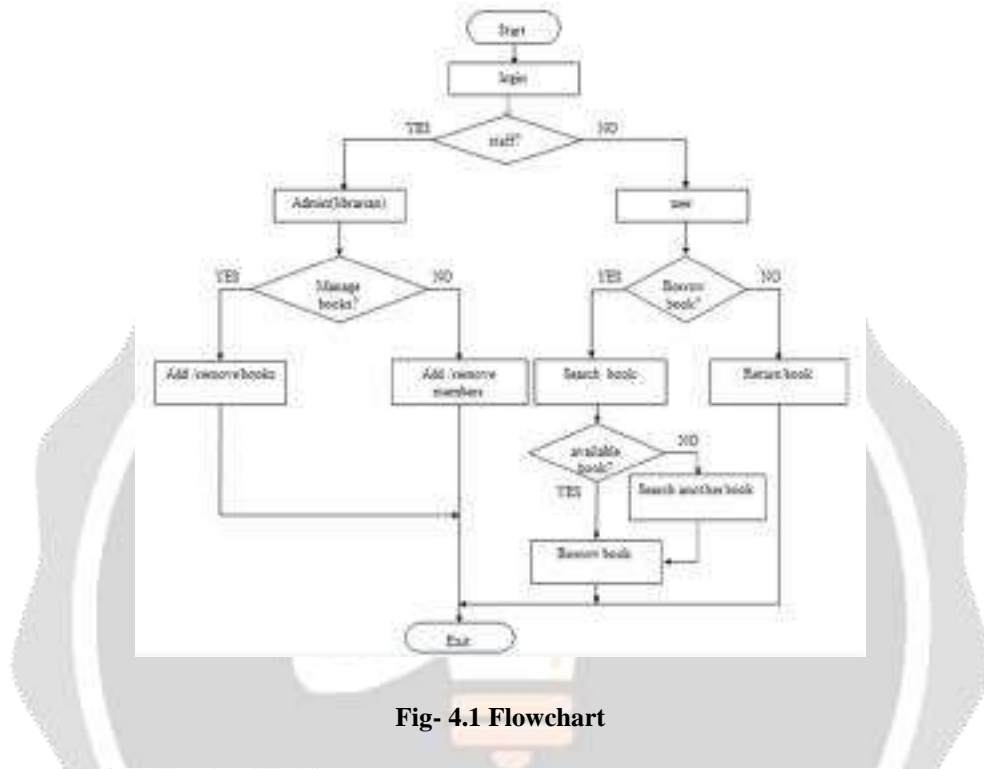 Start
login
YES
staff?
NO
Admin(librarian)
user
YES
Manage
books?
NO
YES
Borrow
book?
NO
Add /remove books
Add /remove
members
Search book
Return book
available
book?
NO
YES
Search another book
Borrow book
Exit
Fig- 4.1 Flowchart